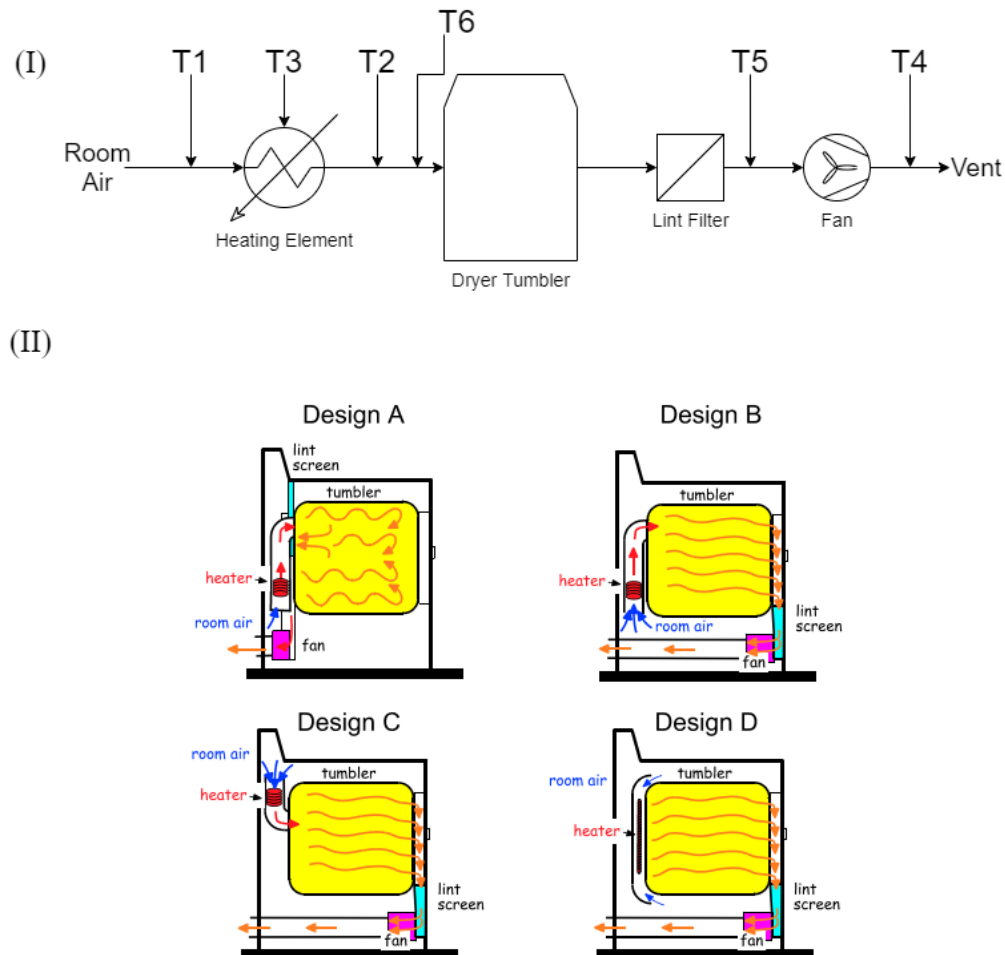 (I)
T6
T1
T3
T2
T5
T4
Room
Air
Vent
Heating Element
Dryer Tumbler
Lint Filter
Fan
(II)
Design A
lint
screen
tumbler
heater
room air
fan
Design B
tumbler
heater
room air
lint
screen
fan
Design C
room air
tumbler
heater
lint
screen
fan
Design D
room air
tumbler
heater
lint
screen
fan